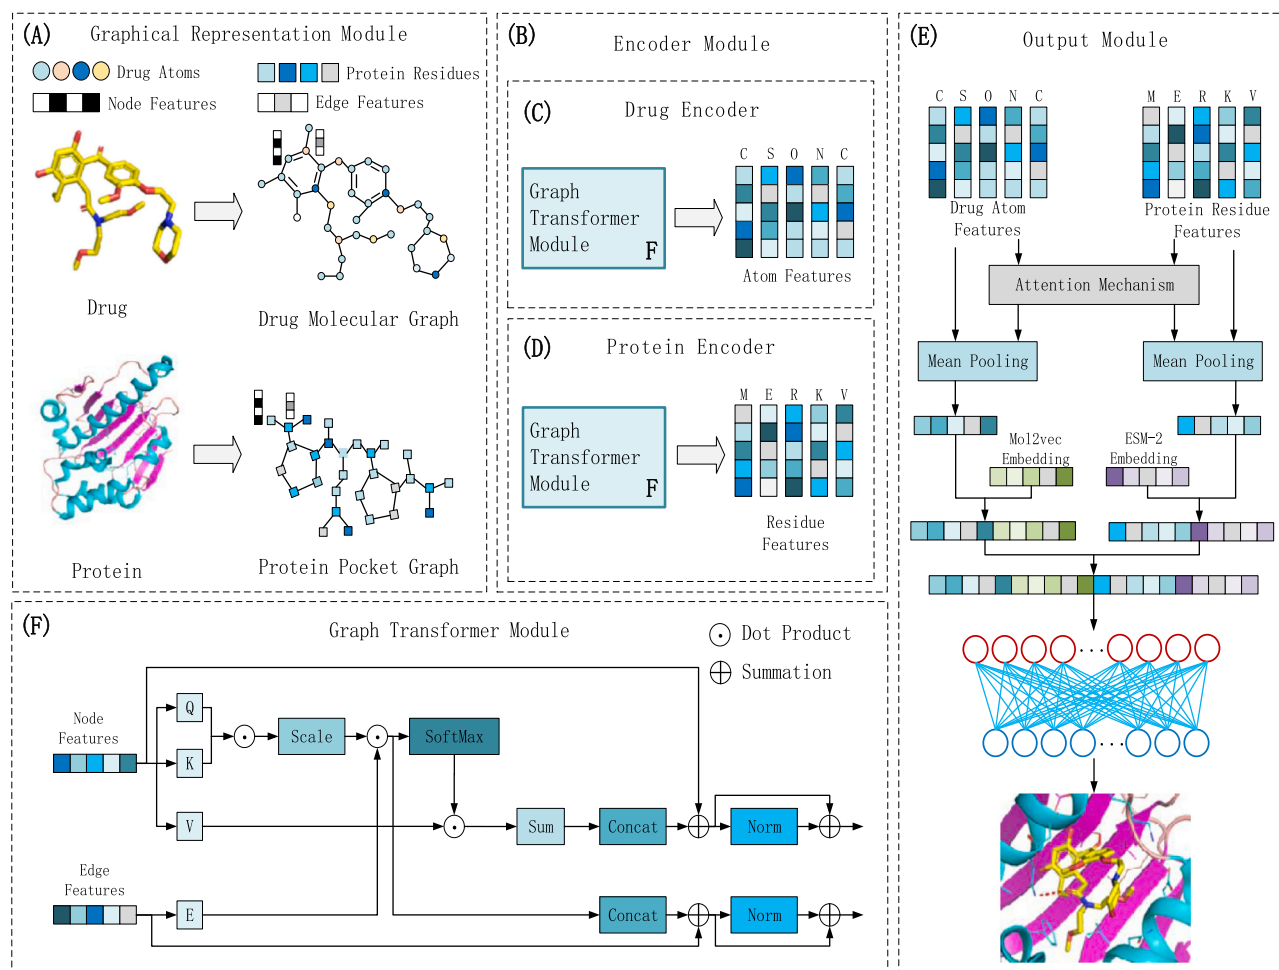 (A)
Graphical Representation Module
Drug Atoms
Protein Residues
Node Features
Edge Features
Drug
Drug Molecular Graph
Protein
Protein Pocket Graph
(B)
Encoder Module
(C)
Drug Encoder
Graph
Transformer
Module
F
C S O N C
Atom Features
(D)
Protein Encoder
Graph
Transformer
Module
F
M E R K V
Residue
Features
(E)
Output Module
C S O N C
M E R K V
Drug Atom
Features
Protein Residue
Features
Attention Mechanism
Mean Pooling
Mean Pooling
Mol2vec
Embedding
ESM-2
Embedding
...
...
(F)
Graph Transformer Module
Dot Product
Summation
Node
Features
Q
K
V
Scale
SoftMax
Sum
Concat
Norm
Edge
Features
E
Concat
Norm